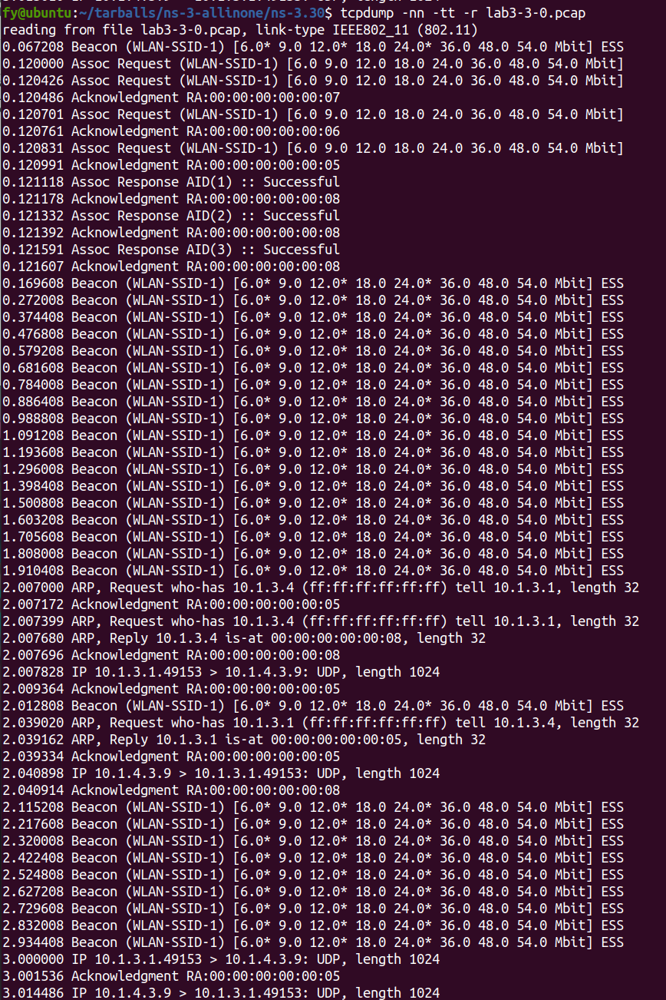 fy@ubuntu:~/tarballs/ns-3-allinone/ns-3.30$ tcpdump -nn -tt -r lab3-3-0.pcap
reading from file lab3-3-0.pcap, link-type IEEE802_11 (802.11)
0.067208 Beacon (WLAN-SSID-1) [6.0* 9.0 12.0* 18.0 24.0* 36.0 48.0 54.0 Mbit] ESS
0.120000 Assoc Request (WLAN-SSID-1) [6.0 9.0 12.0 18.0 24.0 36.0 48.0 54.0 Mbit]
0.120426 Assoc Request (WLAN-SSID-1) [6.0 9.0 12.0 18.0 24.0 36.0 48.0 54.0 Mbit]
0.120486 Acknowledgment RA:00:00:00:00:00:07
0.120701 Assoc Request (WLAN-SSID-1) [6.0 9.0 12.0 18.0 24.0 36.0 48.0 54.0 Mbit]
0.120761 Acknowledgment RA:00:00:00:00:00:06
0.120831 Assoc Request (WLAN-SSID-1) [6.0 9.0 12.0 18.0 24.0 36.0 48.0 54.0 Mbit]
0.120991 Acknowledgment RA:00:00:00:00:00:05
0.121118 Assoc Response AID(1) :: Successful
0.121178 Acknowledgment RA:00:00:00:00:00:08
0.121332 Assoc Response AID(2) :: Successful
0.121392 Acknowledgment RA:00:00:00:00:00:08
0.121591 Assoc Response AID(3) :: Successful
0.121607 Acknowledgment RA:00:00:00:00:00:08
0.169608 Beacon (WLAN-SSID-1) [6.0* 9.0 12.0* 18.0 24.0* 36.0 48.0 54.0 Mbit] ESS
0.272008 Beacon (WLAN-SSID-1) [6.0* 9.0 12.0* 18.0 24.0* 36.0 48.0 54.0 Mbit] ESS
0.374408 Beacon (WLAN-SSID-1) [6.0* 9.0 12.0* 18.0 24.0* 36.0 48.0 54.0 Mbit] ESS
0.476808 Beacon (WLAN-SSID-1) [6.0* 9.0 12.0* 18.0 24.0* 36.0 48.0 54.0 Mbit] ESS
0.579208 Beacon (WLAN-SSID-1) [6.0* 9.0 12.0* 18.0 24.0* 36.0 48.0 54.0 Mbit] ESS
0.681608 Beacon (WLAN-SSID-1) [6.0* 9.0 12.0* 18.0 24.0* 36.0 48.0 54.0 Mbit] ESS
0.784008 Beacon (WLAN-SSID-1) [6.0* 9.0 12.0* 18.0 24.0* 36.0 48.0 54.0 Mbit] ESS
0.886408 Beacon (WLAN-SSID-1) [6.0* 9.0 12.0* 18.0 24.0* 36.0 48.0 54.0 Mbit] ESS
0.988808 Beacon (WLAN-SSID-1) [6.0* 9.0 12.0* 18.0 24.0* 36.0 48.0 54.0 Mbit] ESS
1.091208 Beacon (WLAN-SSID-1) [6.0* 9.0 12.0* 18.0 24.0* 36.0 48.0 54.0 Mbit] ESS
1.193608 Beacon (WLAN-SSID-1) [6.0* 9.0 12.0* 18.0 24.0* 36.0 48.0 54.0 Mbit] ESS
1.296008 Beacon (WLAN-SSID-1) [6.0* 9.0 12.0* 18.0 24.0* 36.0 48.0 54.0 Mbit] ESS
1.398408 Beacon (WLAN-SSID-1) [6.0* 9.0 12.0* 18.0 24.0* 36.0 48.0 54.0 Mbit] ESS
1.500808 Beacon (WLAN-SSID-1) [6.0* 9.0 12.0* 18.0 24.0* 36.0 48.0 54.0 Mbit] ESS
1.603208 Beacon (WLAN-SSID-1) [6.0* 9.0 12.0* 18.0 24.0* 36.0 48.0 54.0 Mbit] ESS
1.705608 Beacon (WLAN-SSID-1) [6.0* 9.0 12.0* 18.0 24.0* 36.0 48.0 54.0 Mbit] ESS
1.808008 Beacon (WLAN-SSID-1) [6.0* 9.0 12.0* 18.0 24.0* 36.0 48.0 54.0 Mbit] ESS
1.910408 Beacon (WLAN-SSID-1) [6.0* 9.0 12.0* 18.0 24.0* 36.0 48.0 54.0 Mbit] ESS
2.007000 ARP, Request who-has 10.1.3.4 (ff:ff:ff:ff:ff:ff) tell 10.1.3.1, length 32
2.007172 Acknowledgment RA:00:00:00:00:00:05
2.007399 ARP, Request who-has 10.1.3.4 (ff:ff:ff:ff:ff:ff) tell 10.1.3.1, length 32
2.007680 ARP, Reply 10.1.3.4 is-at 00:00:00:00:00:08, length 32
2.007696 Acknowledgment RA:00:00:00:00:00:08
2.007828 IP 10.1.3.1.49153 > 10.1.4.3.9: UDP, length 1024
2.009364 Acknowledgment RA:00:00:00:00:00:05
2.012808 Beacon (WLAN-SSID-1) [6.0* 9.0 12.0* 18.0 24.0* 36.0 48.0 54.0 Mbit] ESS
2.039020 ARP, Request who-has 10.1.3.1 (ff:ff:ff:ff:ff:ff) tell 10.1.3.4, length 32
2.039162 ARP, Reply 10.1.3.1 is-at 00:00:00:00:00:05, length 32
2.039334 Acknowledgment RA:00:00:00:00:00:05
2.040898 IP 10.1.4.3.9 > 10.1.3.1.49153: UDP, length 1024
2.040914 Acknowledgment RA:00:00:00:00:00:08
2.115208 Beacon (WLAN-SSID-1) [6.0* 9.0 12.0* 18.0 24.0* 36.0 48.0 54.0 Mbit] ESS
2.217608 Beacon (WLAN-SSID-1) [6.0* 9.0 12.0* 18.0 24.0* 36.0 48.0 54.0 Mbit] ESS
2.320008 Beacon (WLAN-SSID-1) [6.0* 9.0 12.0* 18.0 24.0* 36.0 48.0 54.0 Mbit] ESS
2.422408 Beacon (WLAN-SSID-1) [6.0* 9.0 12.0* 18.0 24.0* 36.0 48.0 54.0 Mbit] ESS
2.524808 Beacon (WLAN-SSID-1) [6.0* 9.0 12.0* 18.0 24.0* 36.0 48.0 54.0 Mbit] ESS
2.627208 Beacon (WLAN-SSID-1) [6.0* 9.0 12.0* 18.0 24.0* 36.0 48.0 54.0 Mbit] ESS
2.729608 Beacon (WLAN-SSID-1) [6.0* 9.0 12.0* 18.0 24.0* 36.0 48.0 54.0 Mbit] ESS
2.832008 Beacon (WLAN-SSID-1) [6.0* 9.0 12.0* 18.0 24.0* 36.0 48.0 54.0 Mbit] ESS
2.934408 Beacon (WLAN-SSID-1) [6.0* 9.0 12.0* 18.0 24.0* 36.0 48.0 54.0 Mbit] ESS
3.000000 IP 10.1.3.1.49153 > 10.1.4.3.9: UDP, length 1024
3.001536 Acknowledgment RA:00:00:00:00:00:05
3.014486 IP 10.1.4.3.9 > 10.1.3.1.49153: UDP, length 1024